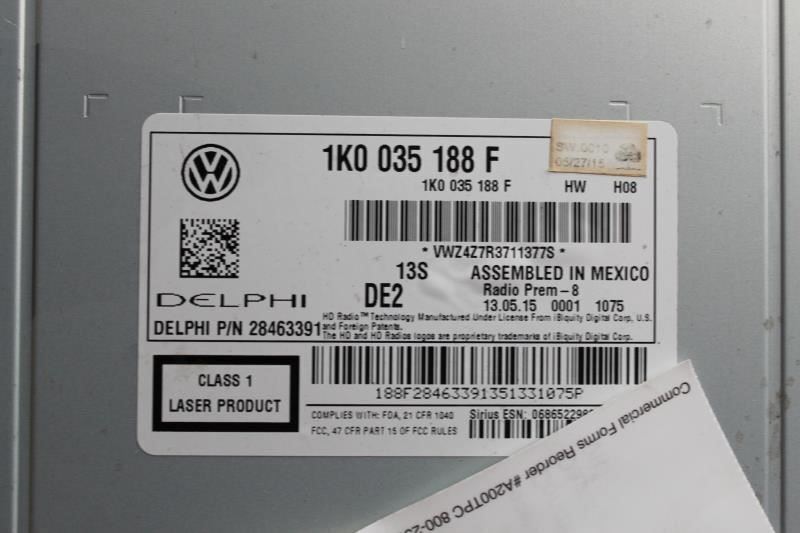 1K0 035 188 F
SW:0010
05/27/15
1K0 035 188 F HW H08
* VWZ4Z7R3711377S *
13S ASSEMBLED IN MEXICO
DE2 Radio Prem-8
13.05.15 0001 1075
DELPHI
HD Radio™ Technology Manufactured Under License From iBiquity Digital Corp. U.S.
and Foreign Patents.
The HD and HD Radios logos are proprietary trademarks of iBiquity Digital Corp.
DELPHI P/N 28463391
CLASS 1
LASER PRODUCT
188F28463391351331075P
COMPLIES WITH: FDA, 21 CFR 1040
FCC, 47 CFR PART 15 OF FCC RULES
Sirius ESN: 068652298
Commercial Forms Reorder #A200TPC 800-25